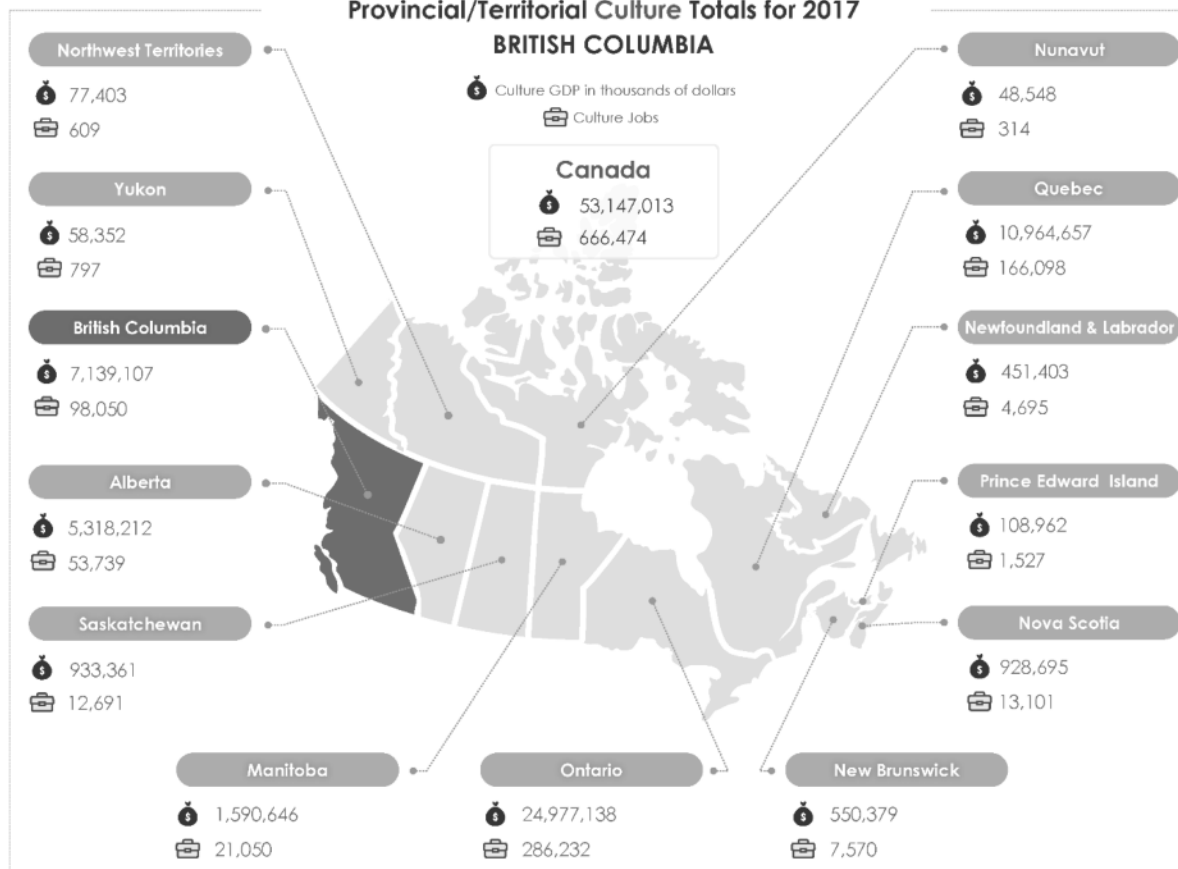 Provincial/Territorial Culture Totals for 2017
BRITISH COLUMBIA
Culture GDP in thousands of dollars
Culture Jobs
Canada
53,147,013
666,474
Northwest Territories
77,403
609
Yukon
58,352
797
British Columbia
7,139,107
98,050
Alberta
5,318,212
53,739
Saskatchewan
933,361
12,691
Manitoba
1,590,646
21,050
Ontario
24,977,138
286,232
New Brunswick
550,379
7,570
Nunavut
48,548
314
Quebec
10,964,657
166,098
Newfoundland & Labrador
451,403
4,695
Prince Edward Island
108,962
1,527
Nova Scotia
928,695
13,101